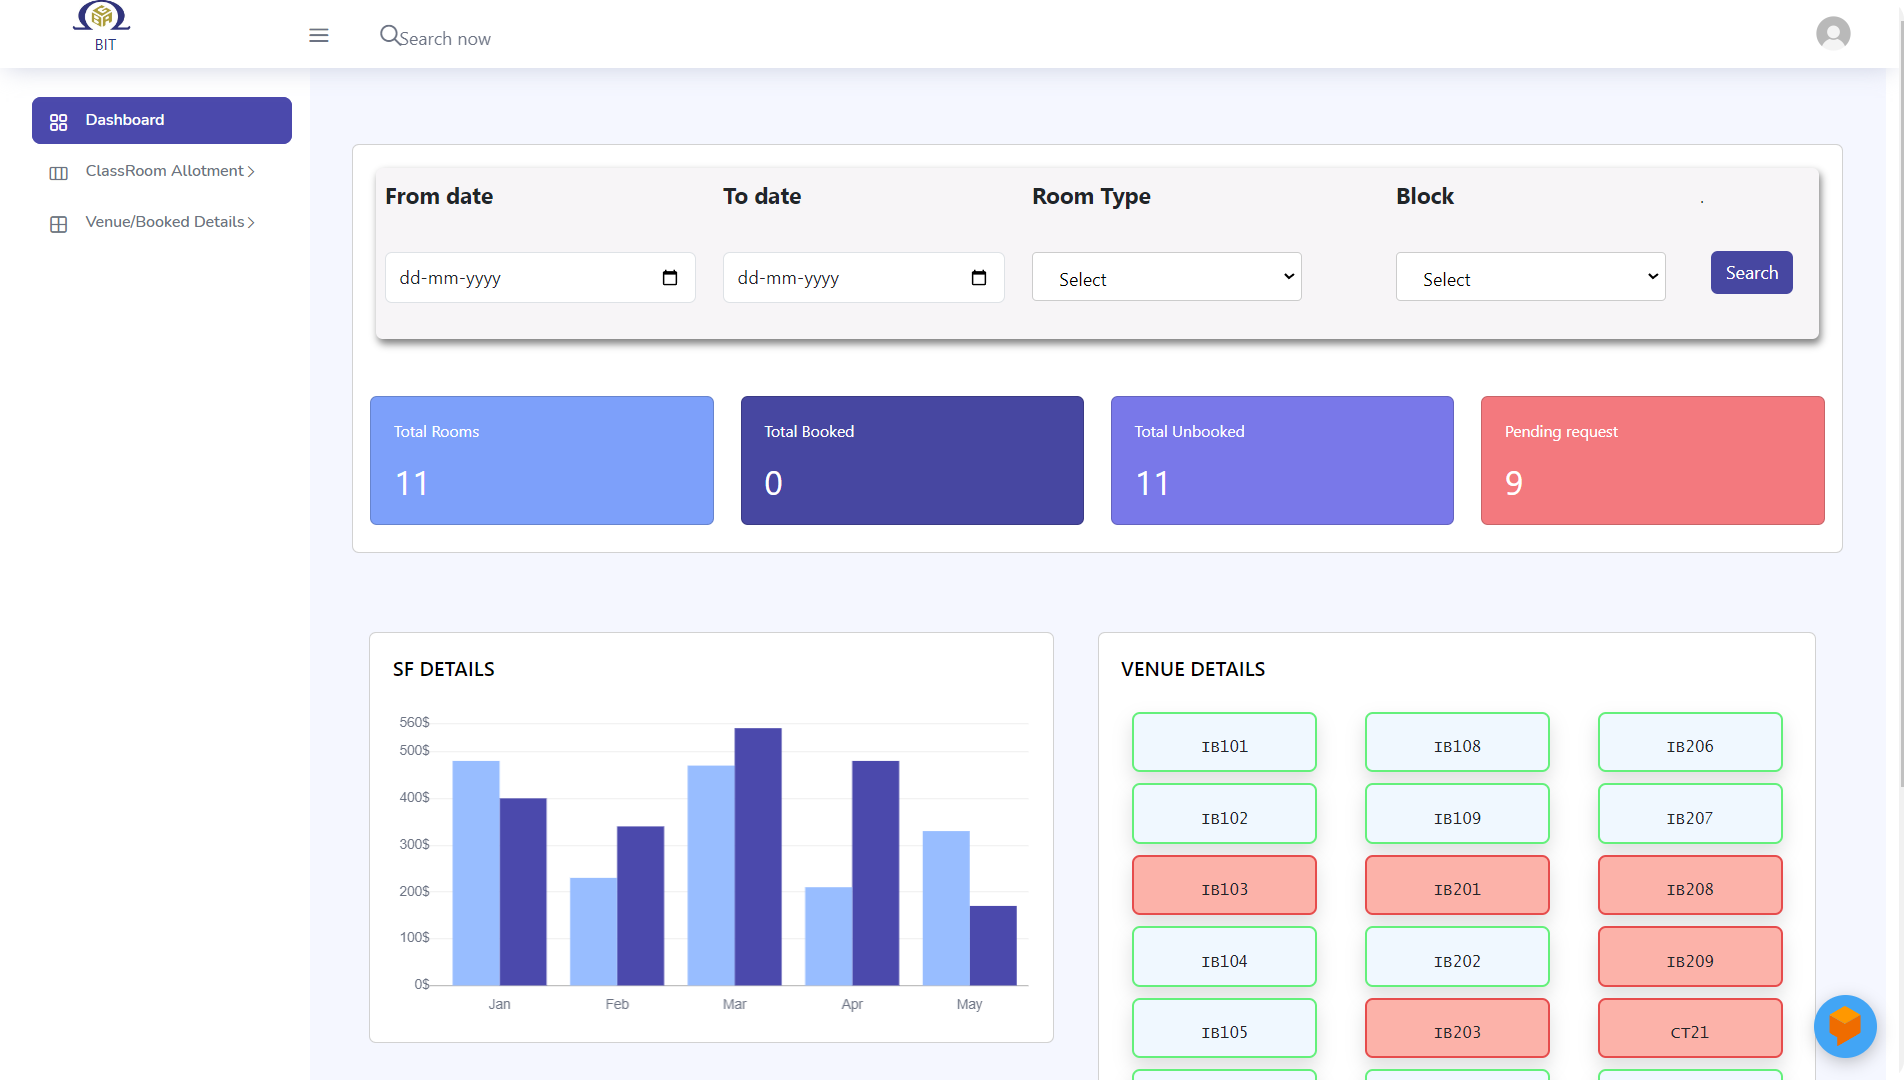 BIT
Search now
Dashboard
ClassRoom Allotment
Venue/Booked Details
From date
To date
Room Type
Block
.
dd-mm-yyyy
dd-mm-yyyy
Select
Select
Search
Total Rooms
11
Total Booked
0
Total Unbooked
11
Pending request
9
SF DETAILS
560$
500$
400$
300$
200$
100$
0$
Jan
Feb
Mar
Apr
May
VENUE DETAILS
IB101
IB108
IB206
IB102
IB109
IB207
IB103
IB201
IB208
IB104
IB202
IB209
IB105
IB203
CT21